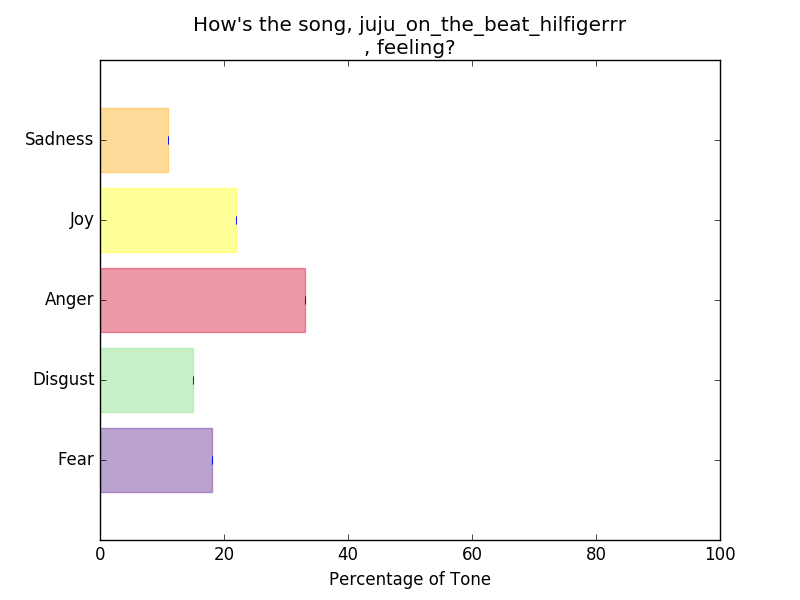 How's the song, juju_on_the_beat_hilfigerrr
, feeling?
Sadness
Joy
Anger
Disgust
Fear
0 20 40 60 80 100
Percentage of Tone